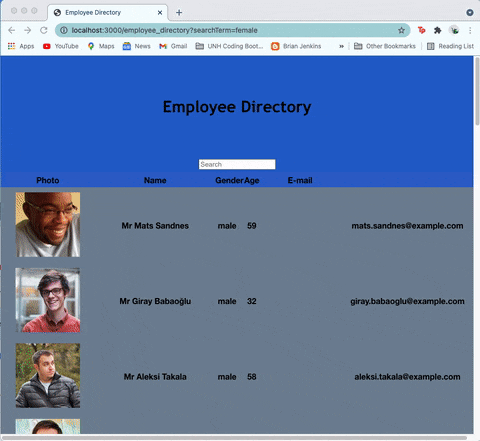 Employee Directory
localhost:3000/employee_directory?searchTerm=female
Apps YouTube Maps News Gmail UNH Coding Boot... Brian Jenkins » Other Bookmarks Reading List
Employee Directory
Search
Photo Name Gender Age E-mail
Mr Mats Sandnes male 59 mats.sandnes@example.com
Mr Giray Babaoğlu male 32 giray.babaoglu@example.com
Mr Aleksi Takala male 58 aleksi.takala@example.com